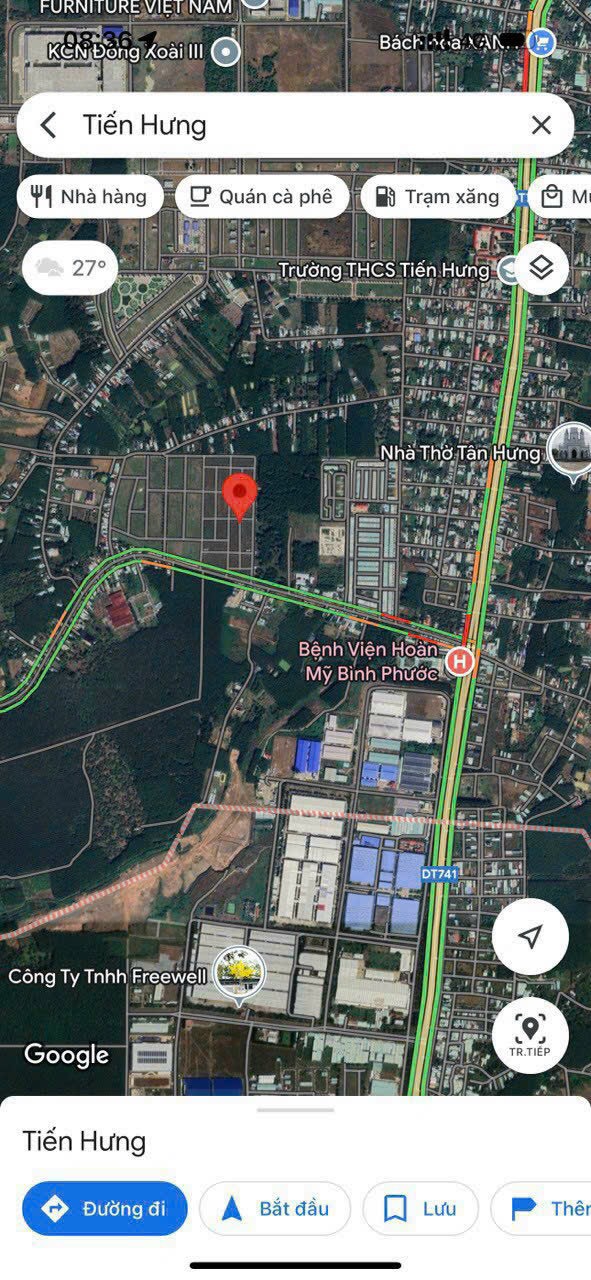 FURNITURE VIỆT NAM
08:36
KCN Đồng Xoài III
Tiến Hưng
Nhà hàng
Quán cà phê
Trạm xăng
27°
Trường THCS Tiến Hưng
Nhà Thờ Tân Hưng
Bệnh Viện Hoàn
Mỹ Bình Phước
H
DT741
Công Ty Tnhh Freewell
TR.TIẾP
Google
Tiến Hưng
Đường đi
Bắt đầu
Lưu